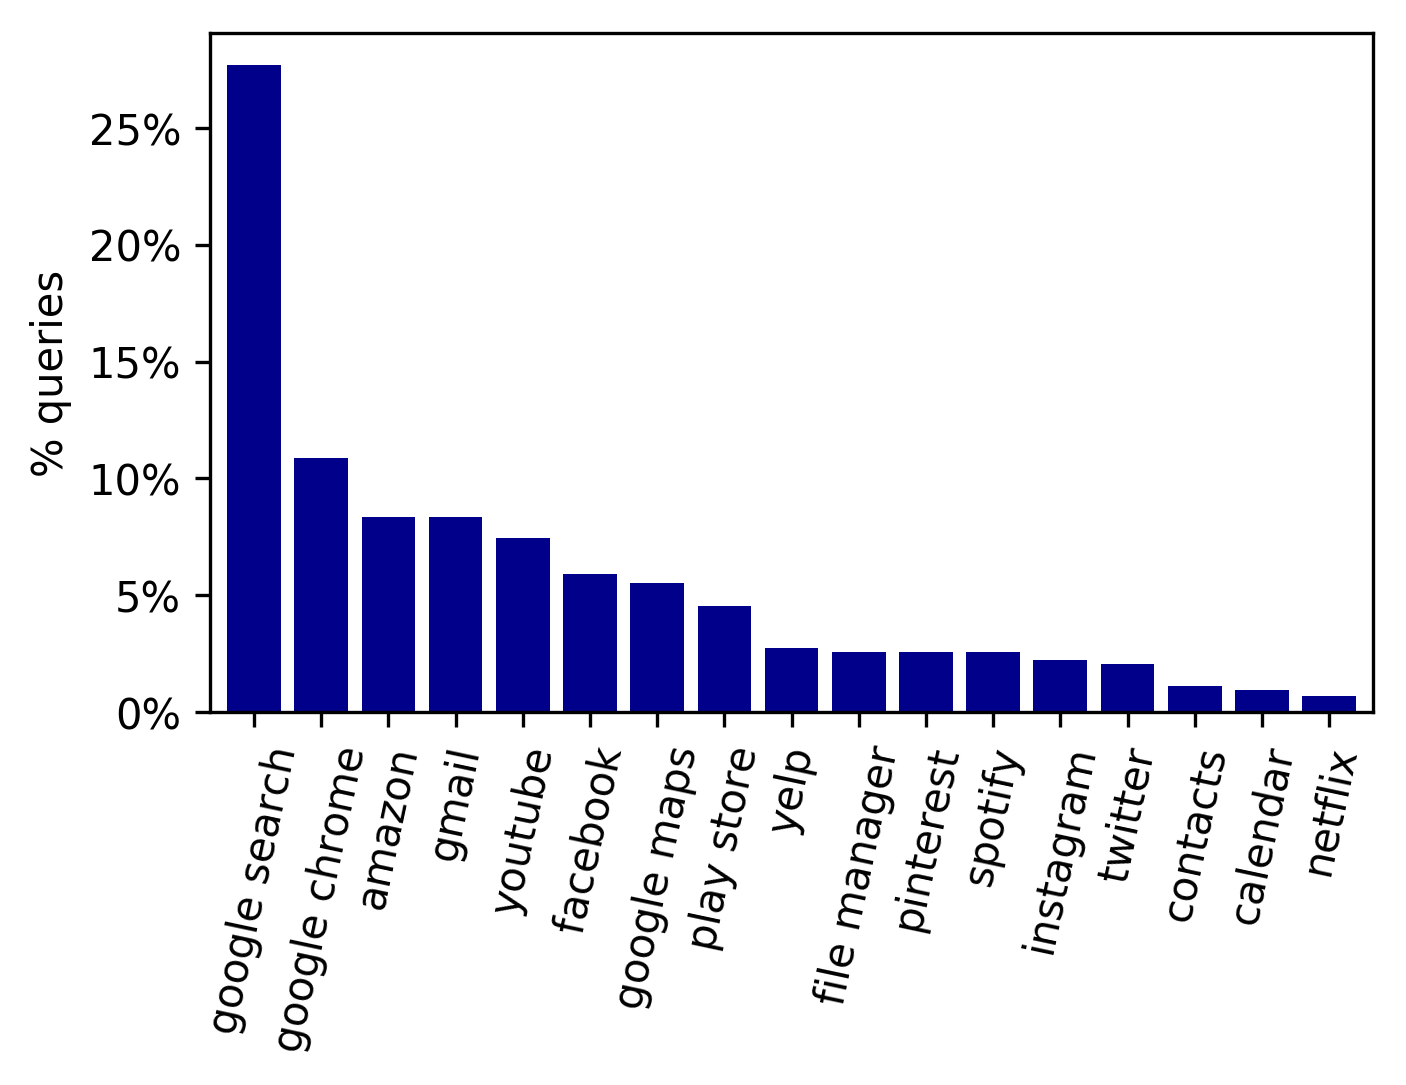 % queries
25%
20%
15%
10%
5%
0%
google search
google chrome
amazon
gmail
youtube
facebook
google maps
play store
yelp
file manager
pinterest
spotify
instagram
twitter
contacts
calendar
netflix